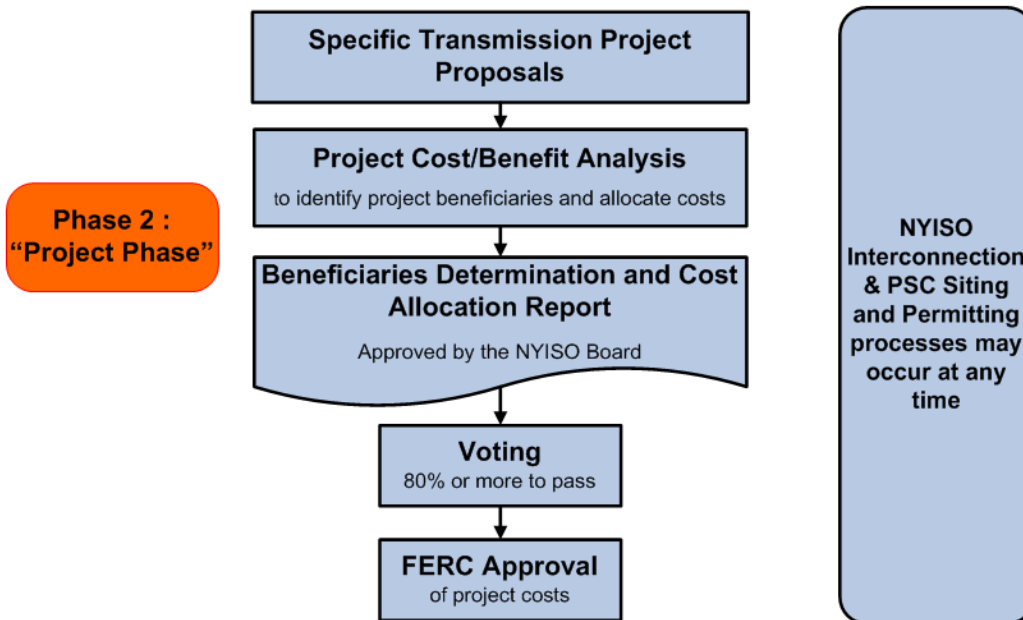 Specific Transmission Project
Proposals
Project Cost/Benefit Analysis
to identify project beneficiaries and allocate costs
Phase 2 :
“Project Phase”
Beneficiaries Determination and Cost
Allocation Report
Approved by the NYISO Board
Voting
80% or more to pass
FERC Approval
of project costs
NYISO
Interconnection
& PSC Siting
and Permitting
processes may
occur at any
time